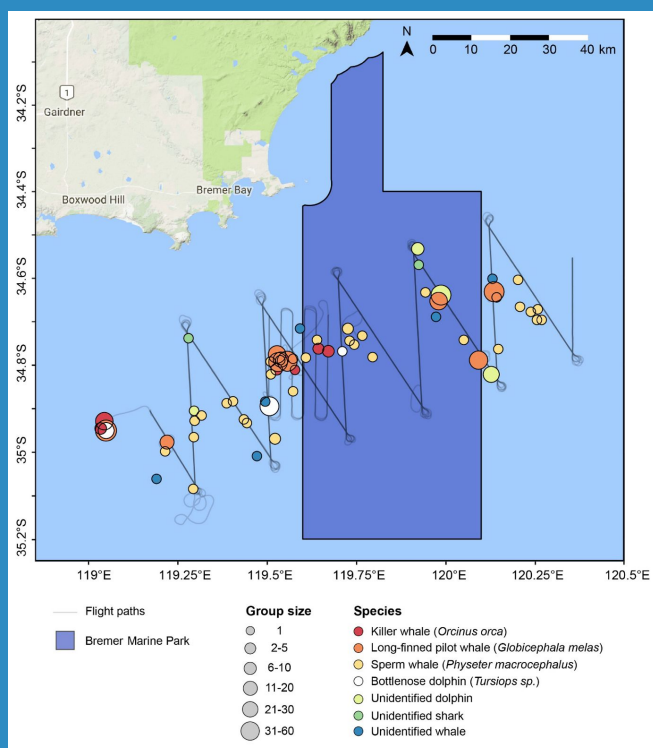 N
0 10 20 30 40 km
1
Gairdner
Boxwood Hill
Bremer Bay
34.2°S
34.4°S
34.6°S
34.8°S
35°S
35.2°S
119°E 119.25°E 119.5°E 119.75°E 120°E 120.25°E 120.5°E
Flight paths
Bremer Marine Park
Group size
1
2-5
6-10
11-20
21-30
31-60
Species
Killer whale (Orcinus orca)
Long-finned pilot whale (Globicephala melas)
Sperm whale (Physeter macrocephalus)
Bottlenose dolphin (Tursiops sp.)
Unidentified dolphin
Unidentified shark
Unidentified whale